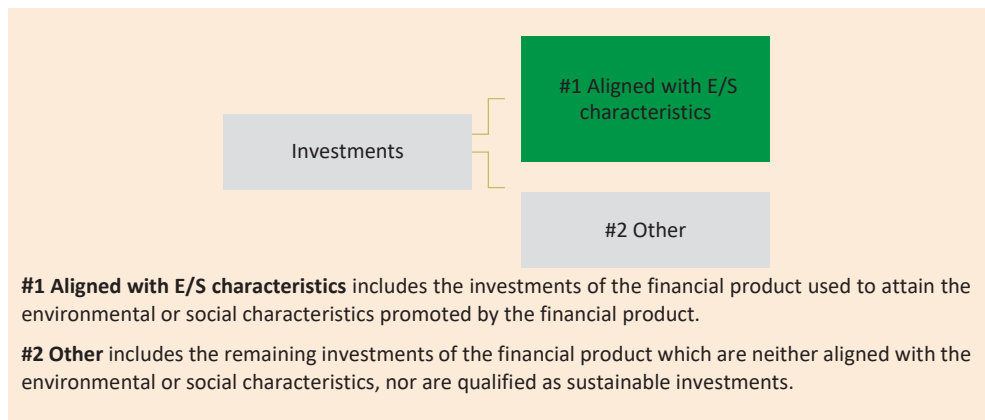 #1 Aligned with E/S
characteristics
Investments
#2 Other
#1 Aligned with E/S characteristics includes the investments of the financial product used to attain the
environmental or social characteristics promoted by the financial product.
#2 Other includes the remaining investments of the financial product which are neither aligned with the
environmental or social characteristics, nor are qualified as sustainable investments.